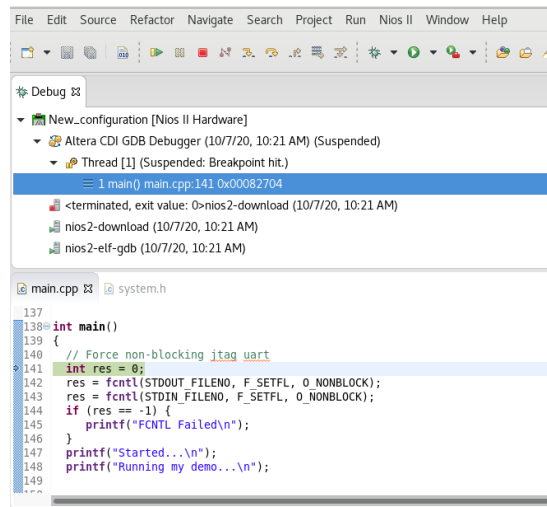 File Edit Source Refactor Navigate Search Project Run Nios II Window Help
Debug
New_configuration [Nios II Hardware]
Altera CDI GDB Debugger (10/7/20, 10:21 AM) (Suspended)
Thread [1] (Suspended: Breakpoint hit.)
1 main() main.cpp:141 0x00082704
<terminated, exit value: 0>nios2-download (10/7/20, 10:21 AM)
nios2-download (10/7/20, 10:21 AM)
nios2-elf-gdb (10/7/20, 10:21 AM)
main.cpp system.h
137
138 int main()
139 {
140 // Force non-blocking jtag uart
141 int res = 0;
142 res = fcntl(STDOUT_FILENO, F_SETFL, O_NONBLOCK);
143 res = fcntl(STDIN_FILENO, F_SETFL, O_NONBLOCK);
144 if (res == -1) {
145 printf("FCNTL Failed\n");
146 }
147 printf("Started...\n");
148 printf("Running my demo...\n");
149